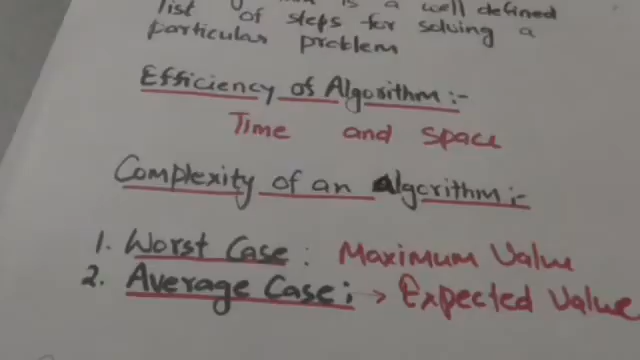 is a well defined
list of steps for solving a
particular problem
Efficiency of Algorithm:-
Time and Space
Complexity of an Algorithm:-
1. Worst Case: Maximum Value
2. Average Case: → Expected Value